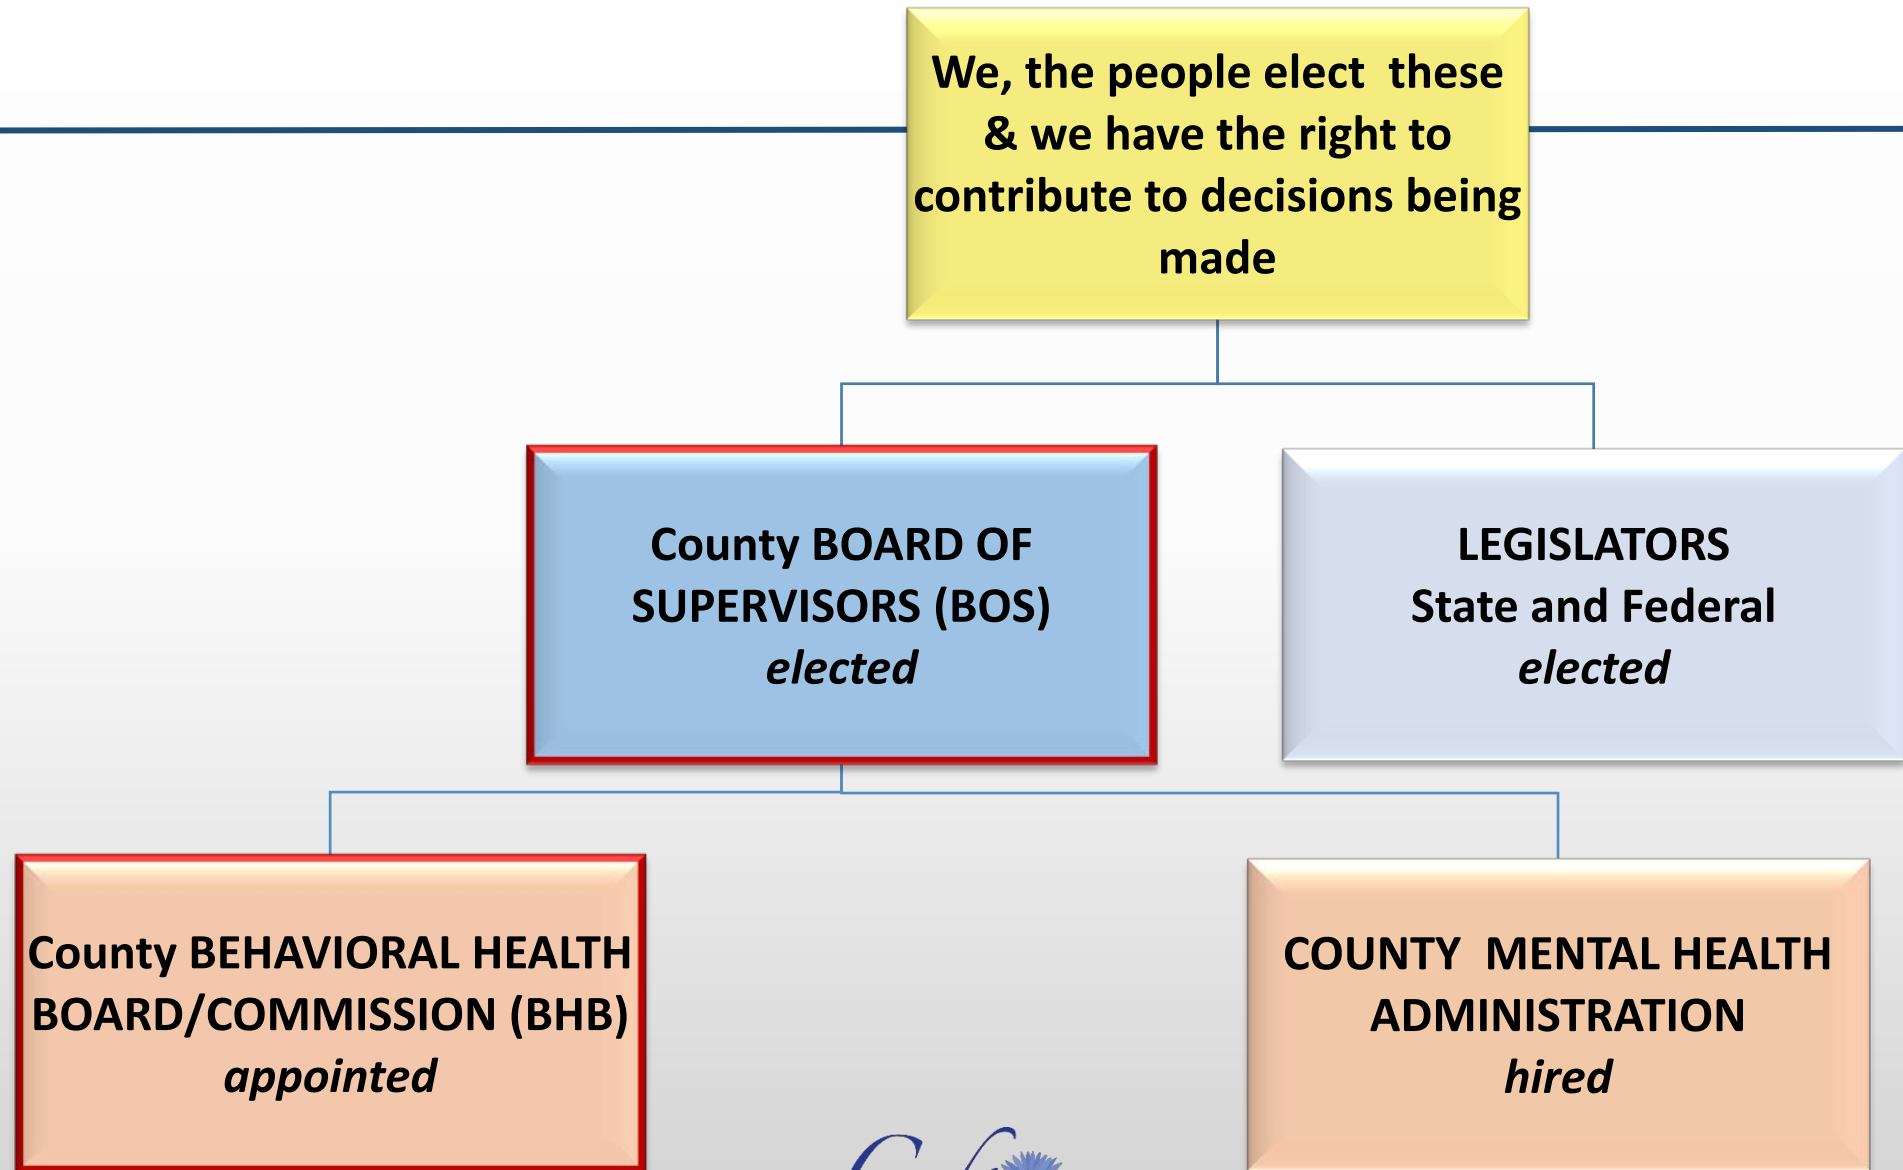 We, the people elect  these
& we have the right to
contribute to decisions being
made
County BOARD OF
SUPERVISORS (BOS)
elected
LEGISLATORS
State and Federal
elected
County BEHAVIORAL HEALTH
BOARD/COMMISSION (BHB)
appointed
COUNTY  MENTAL HEALTH
ADMINISTRATION
hired